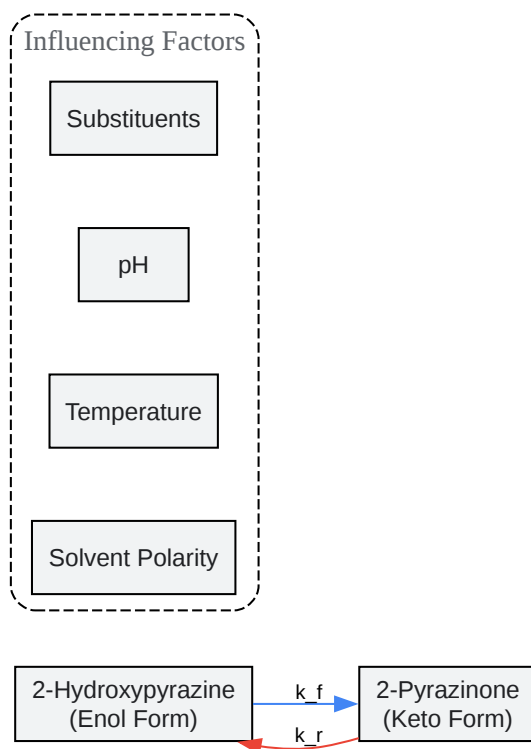 Influencing Factors
Substituents
pH
Temperature
Solvent Polarity
2-Hydroxypyrazine
(Enol Form)
k_f
k_r
2-Pyrazinone
(Keto Form)